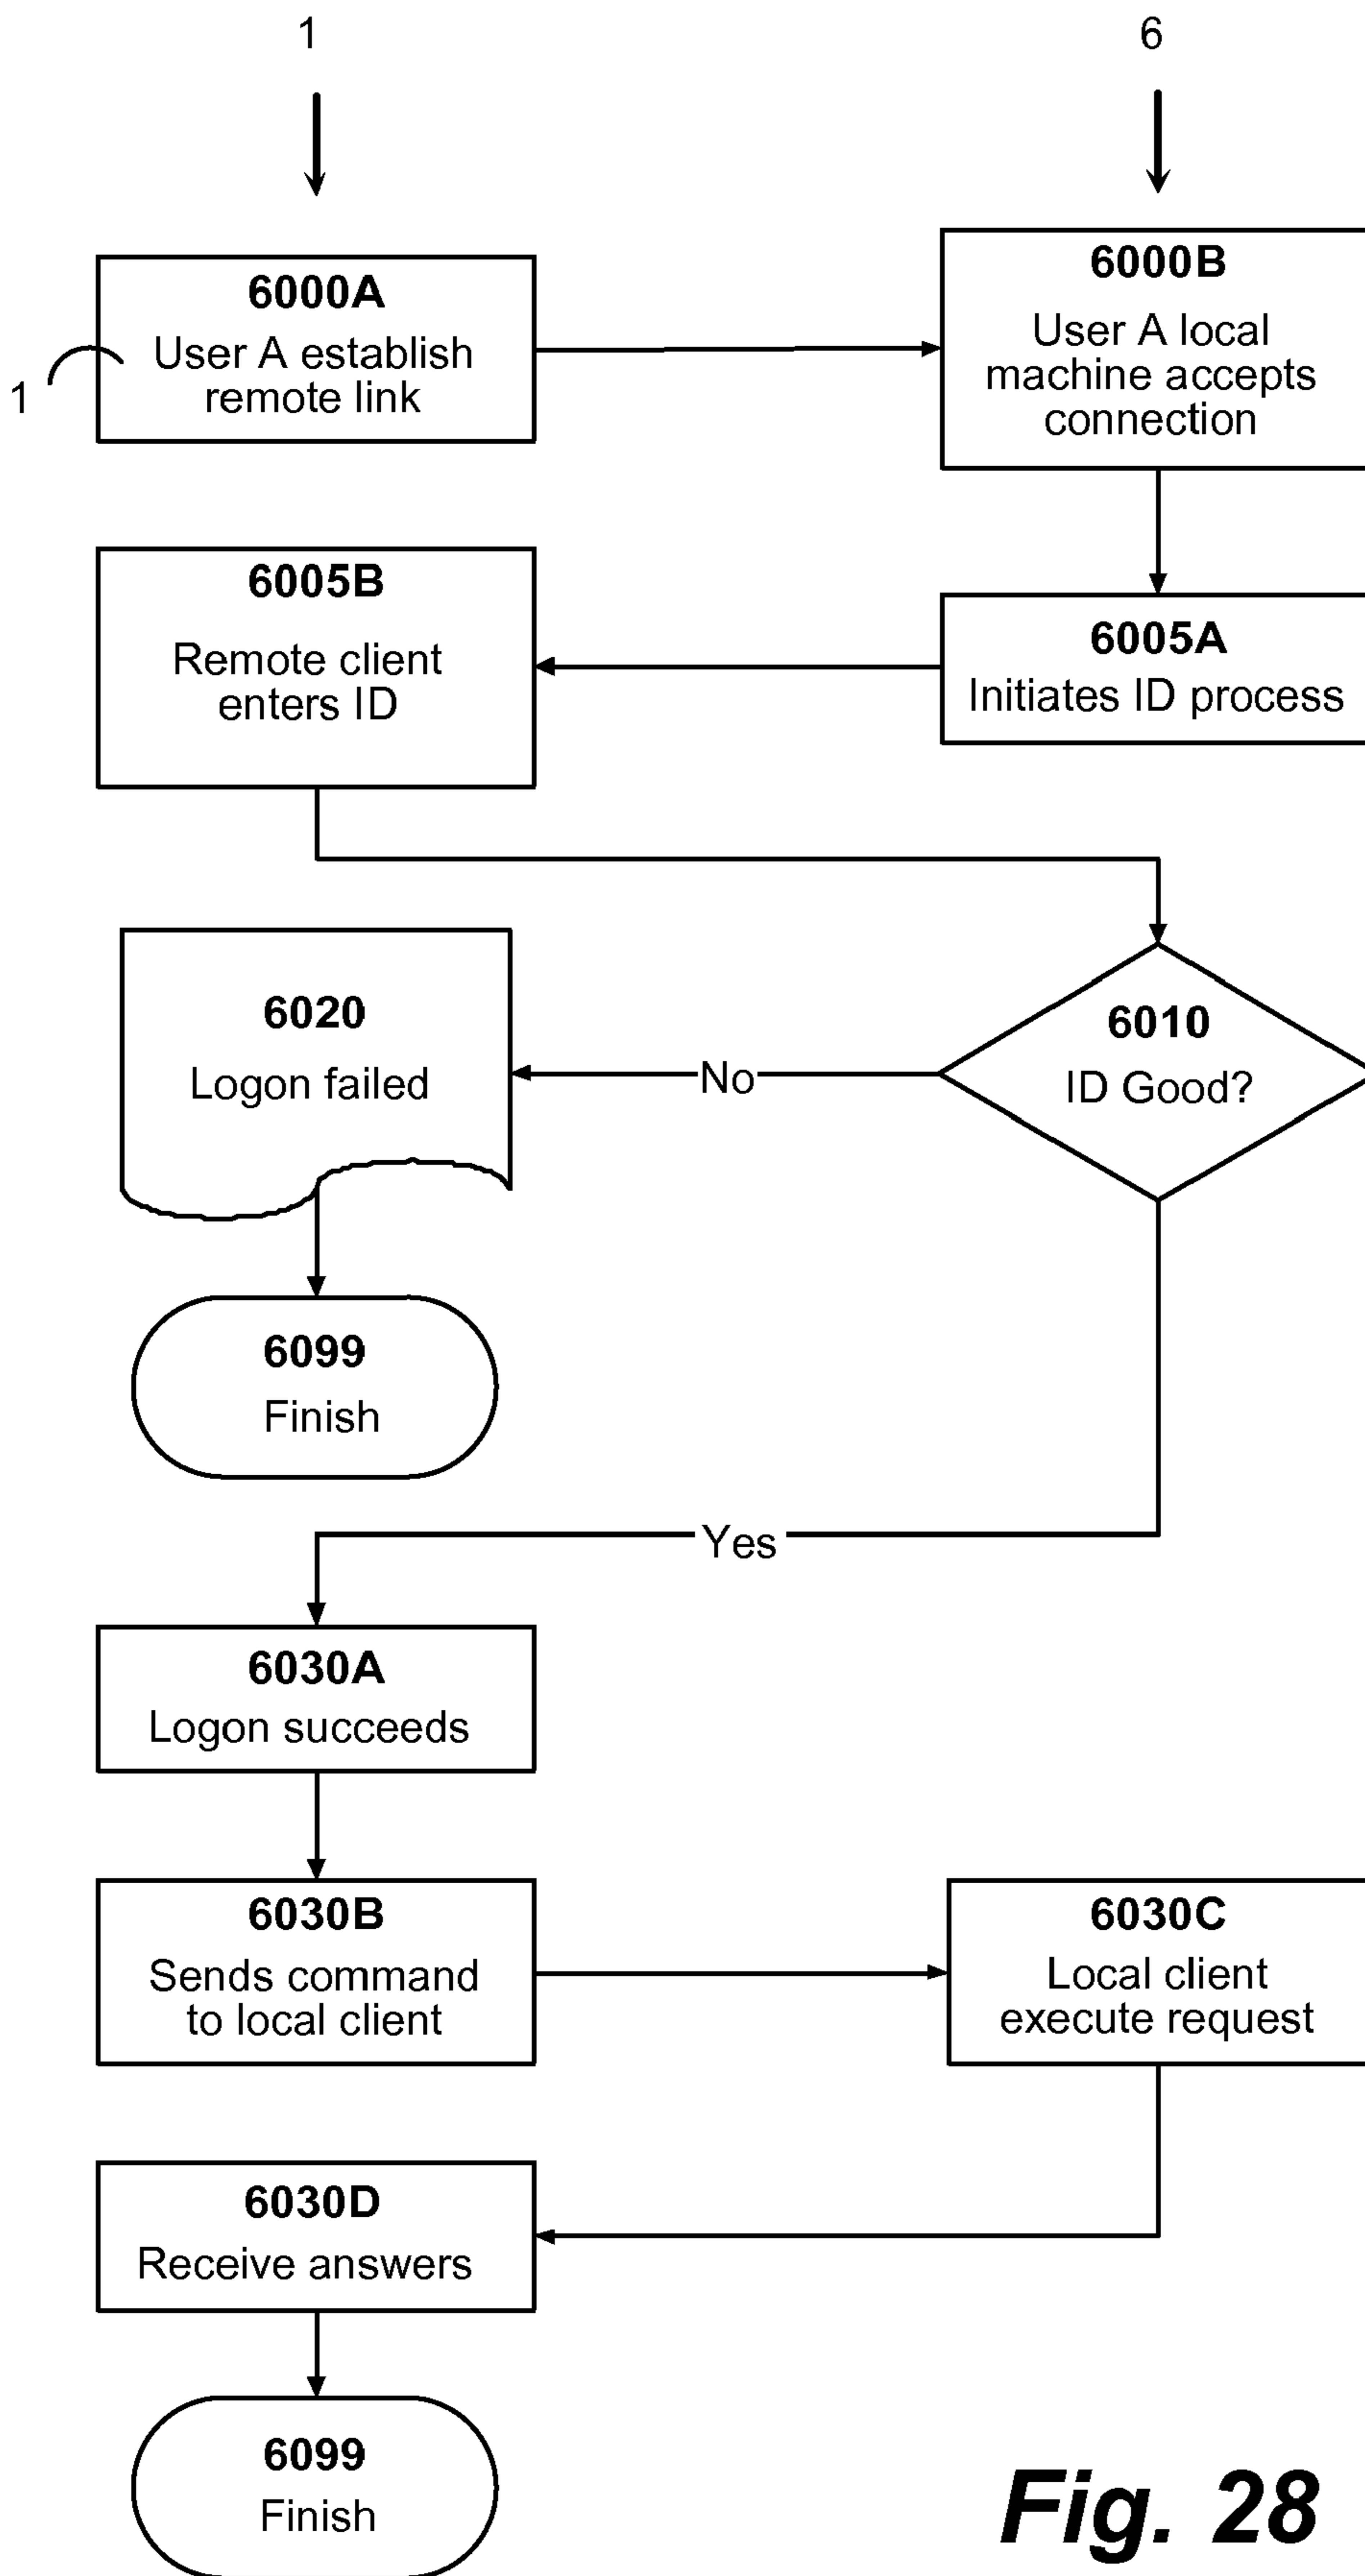 1
6
6000A
User A establish
remote link
1
6000B
User A local
machine accepts
connection
6005B
Remote client
enters ID
6005A
Initiates ID process
6020
Logon failed
No
6010
ID Good?
6099
Finish
Yes
6030A
Logon succeeds
6030B
Sends command
to local client
6030C
Local client
execute request
6030D
Receive answers
6099
Finish
Fig. 28